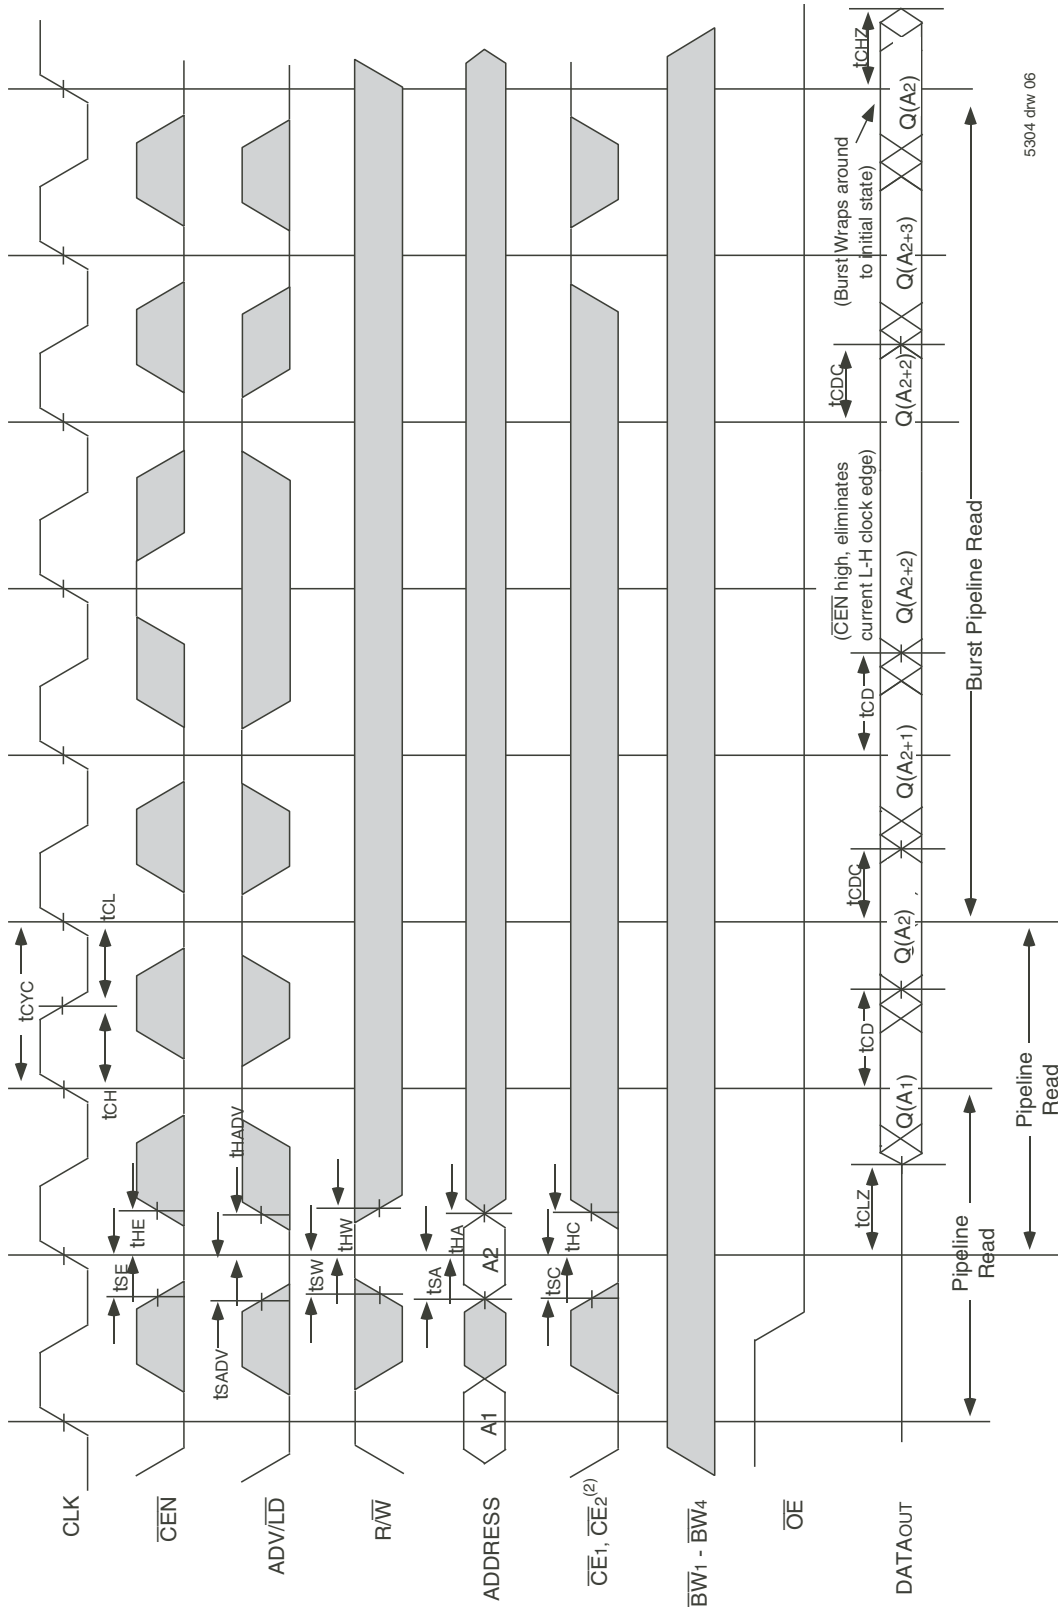 tCYC
tCH
tCL
CLK
tSE
tHE
CEN
tSADV
tHADV
ADV/LD
tSW
tHW
R/W
tSA
tHA
A1
A2
ADDRESS
tSC
tHC
CE1, CE2(2)
BW1 - BW4
OE
tCLZ
tCD
tCDC
tCD
(CEN high, eliminates
current L-H clock edge)
tCDC
(Burst Wraps around
to initial state)
tCHZ
DATAOUT
Q(A1)
Q(A2)
Q(A2+1)
Q(A2+2)
Q(A2+2)
Q(A2+3)
Q(A2)
Pipeline
Read
Pipeline
Read
Burst Pipeline Read
5304 drw 06